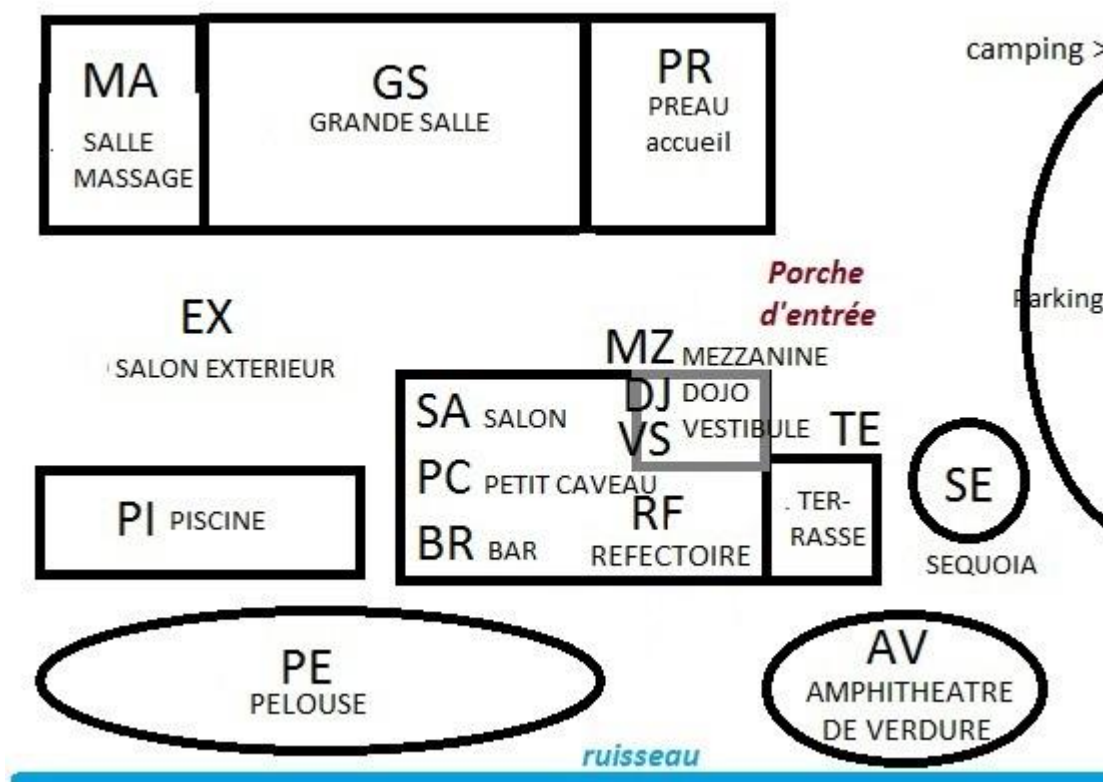 MA
SALLE
MASSAGE
GS
GRANDE SALLE
PR
PREAU
accueil
camping >
Porche
d'entrée
Parking
EX
SALON EXTERIEUR
MZ MEZZANINE
DJ DOJO
VS VESTIBULE
SA SALON
PC PETIT CAVEAU
BR BAR
RF
REFECTOIRE
TE
. TER-
RASSE
SE
SEQUOIA
PI PISCINE
PE
PELOUSE
AV
AMPHITHEATRE
DE VERDURE
ruisseau